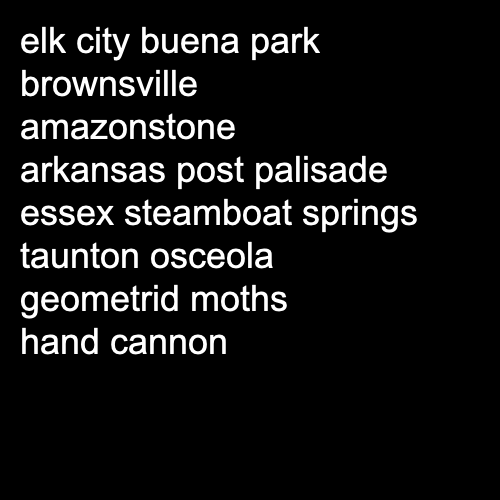 elk city buena park
brownsville
amazonstone
arkansas post palisade
essex steamboat springs
taunton osceola
geometrid moths
hand cannon